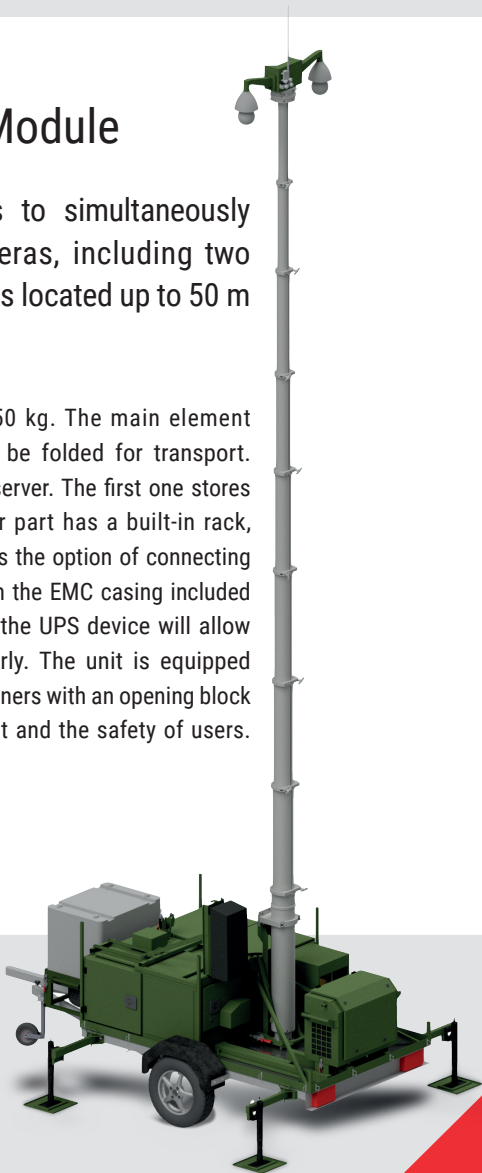 Module
s to simultaneously
eras, including two
s located up to 50 m
50 kg. The main element
be folded for transport.
server. The first one stores
r part has a built-in rack,
s the option of connecting
n the EMC casing included
the UPS device will allow
rly. The unit is equipped
ners with an opening block
t and the safety of users.